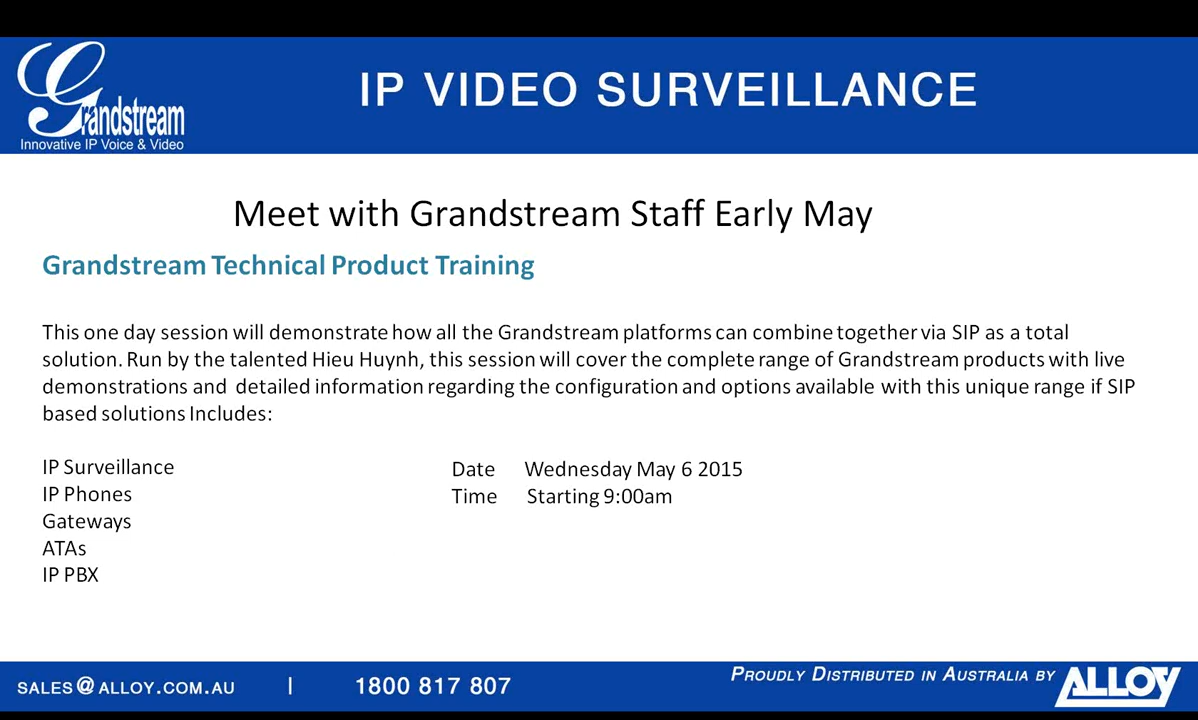 Grandstream
Innovative IP Voice & Video
IP VIDEO SURVEILLANCE
Meet with Grandstream Staff Early May
Grandstream Technical Product Training
This one day session will demonstrate how all the Grandstream platforms can combine together via SIP as a total
solution. Run by the talented Hieu Huynh, this session will cover the complete range of Grandstream products with live
demonstrations and detailed information regarding the configuration and options available with this unique range if SIP
based solutions Includes:
IP Surveillance
IP Phones
Gateways
ATAs
IP PBX
Date Wednesday May 6 2015
Time Starting 9:00am
SALES@ALLOY.COM.AU | 1800 817 807
PROUDLY DISTRIBUTED IN AUSTRALIA BY ALLOY